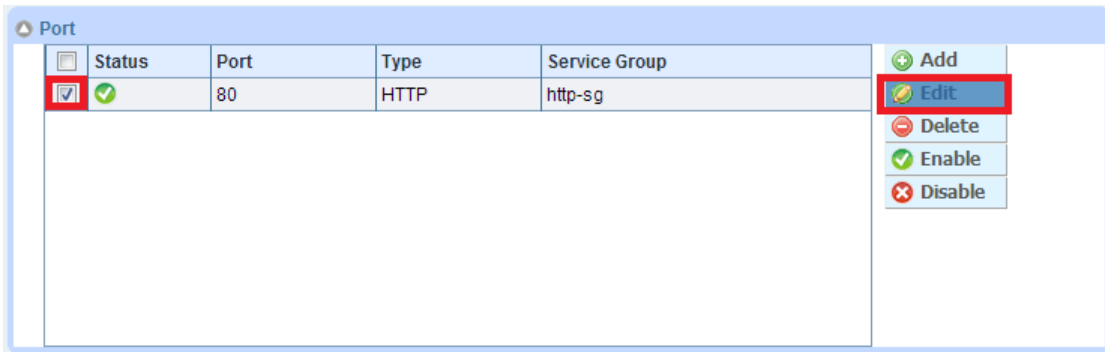 Port
Status Port Type Service Group
80 HTTP http-sg
Add
Edit
Delete
Enable
Disable